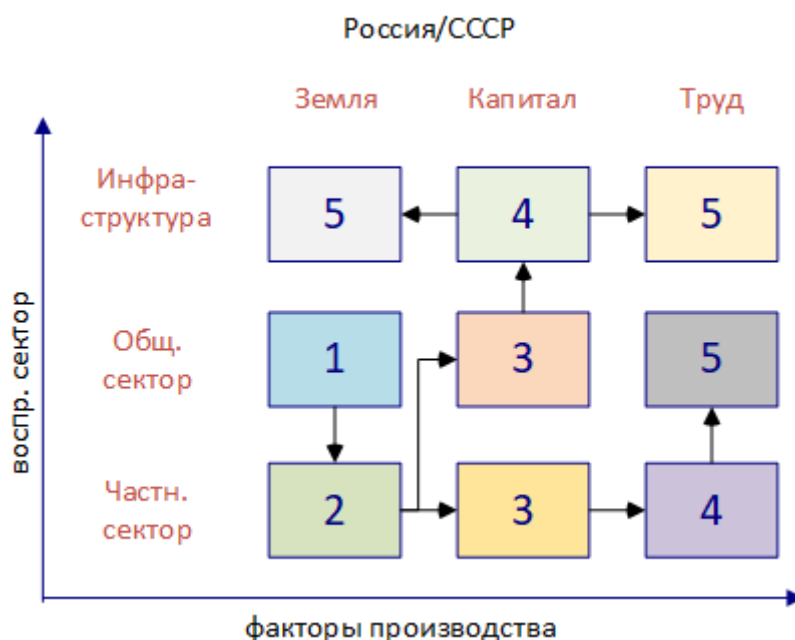 Россия/СССР
Земля Капитал Труд
Инфра-
структура
5 4 5
Общ.
сектор
1 3 5
Частн.
сектор
2 3 4
воспр. сектор
факторы производства